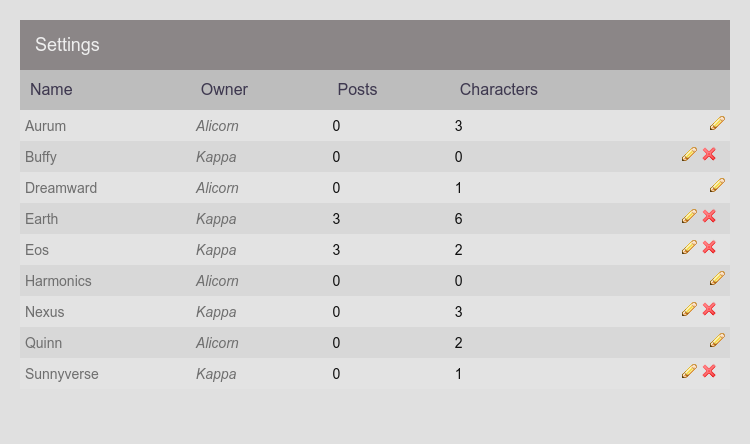 Settings
Name Owner Posts Characters
Aurum Alicorn 0 3
Buffy Kappa 0 0
Dreamward Alicorn 0 1
Earth Kappa 3 6
Eos Kappa 3 2
Harmonics Alicorn 0 0
Nexus Kappa 0 3
Quinn Alicorn 0 2
Sunnyverse Kappa 0 1